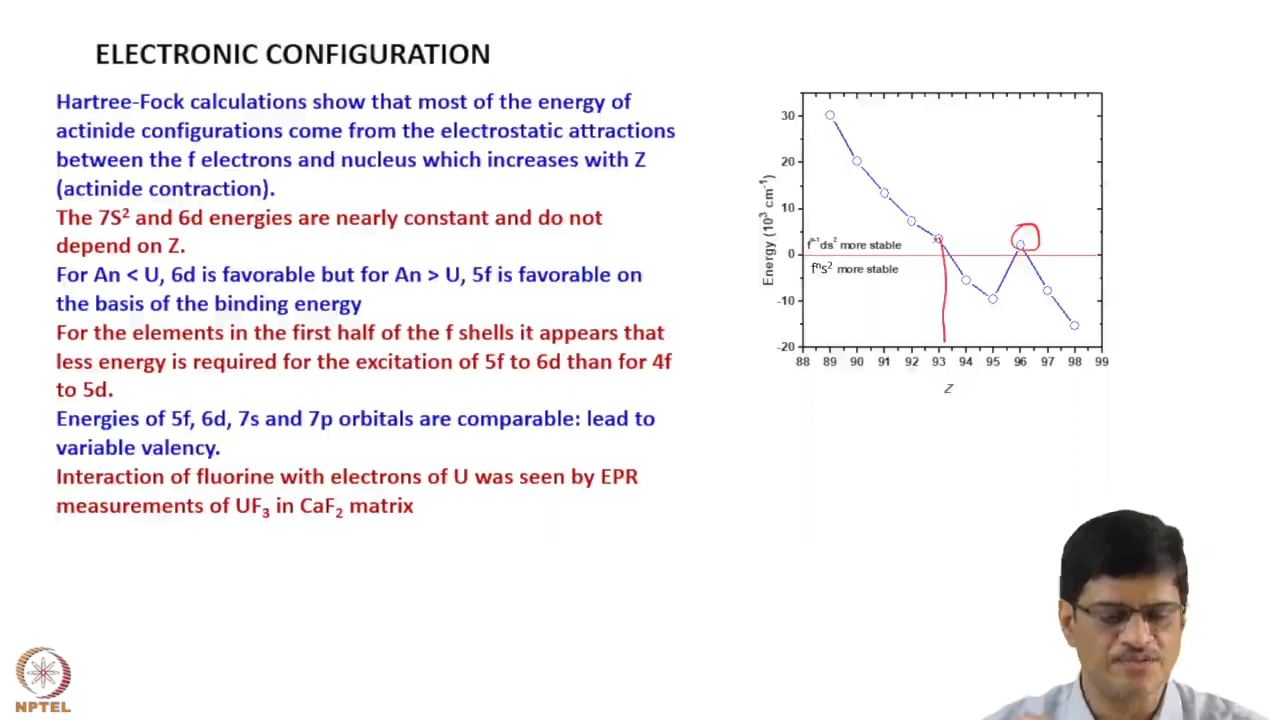 ELECTRONIC CONFIGURATION
Hartree-Fock calculations show that most of the energy of
actinide configurations come from the electrostatic attractions
between the f electrons and nucleus which increases with Z
(actinide contraction).
The 7S² and 6d energies are nearly constant and do not
depend on Z.
For An < U, 6d is favorable but for An > U, 5f is favorable on
the basis of the binding energy
For the elements in the first half of the f shells it appears that
less energy is required for the excitation of 5f to 6d than for 4f
to 5d.
Energies of 5f, 6d, 7s and 7p orbitals are comparable: lead to
variable valency.
Interaction of fluorine with electrons of U was seen by EPR
measurements of UF₃ in CaF₂ matrix
Energy (10³ cm⁻¹)
30
20
10
0
-10
-20
fⁿ⁻¹ds² more stable
fⁿs² more stable
88 89 90 91 92 93 94 95 96 97 98 99
Z
NPTEL